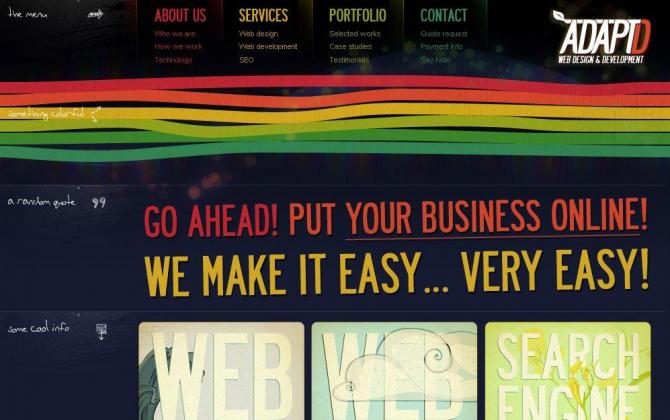 the menu
ABOUT US
Who we are
How we work
Technology
SERVICES
Web design
Web development
SEO
PORTFOLIO
Selected works
Case studies
Testimonials
CONTACT
Quote request
Payment info
Say hello
ADAPTD
WEB DESIGN & DEVELOPMENT
something colorful
a random quote
GO AHEAD! PUT YOUR BUSINESS ONLINE!
WE MAKE IT EASY... VERY EASY!
some cool info
WEB
WEB
SEARCH
ENGINE